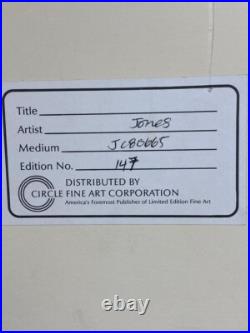 Title
Artist Jones
Medium JC80665
Edition No. 147
DISTRIBUTED BY
CIRCLE FINE ART CORPORATION
America's Foremost Publisher of Limited Edition Fine Art